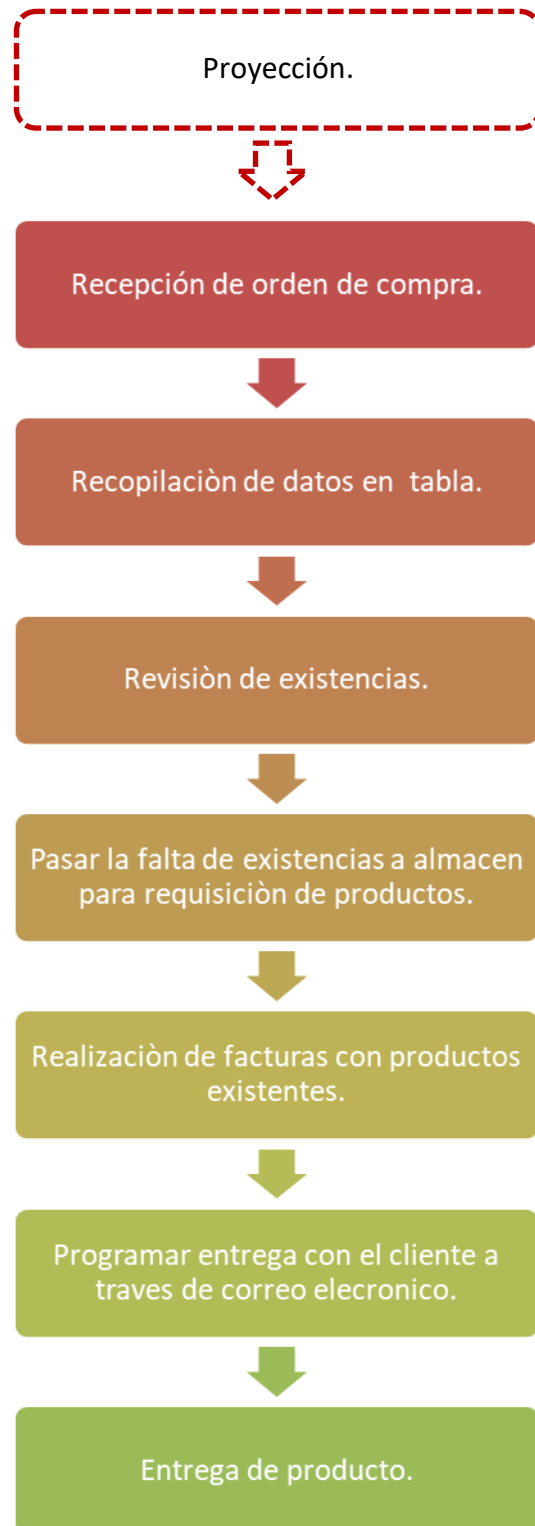 Proyección.
Recepción de orden de compra.
Recopilaciòn de datos en  tabla.
Revisiòn de existencias.
Pasar la falta de existencias a almacen
para requisiciòn de productos.
Realizaciòn de facturas con productos
existentes.
Programar entrega con el cliente a
traves de correo elecronico.
Entrega de producto.